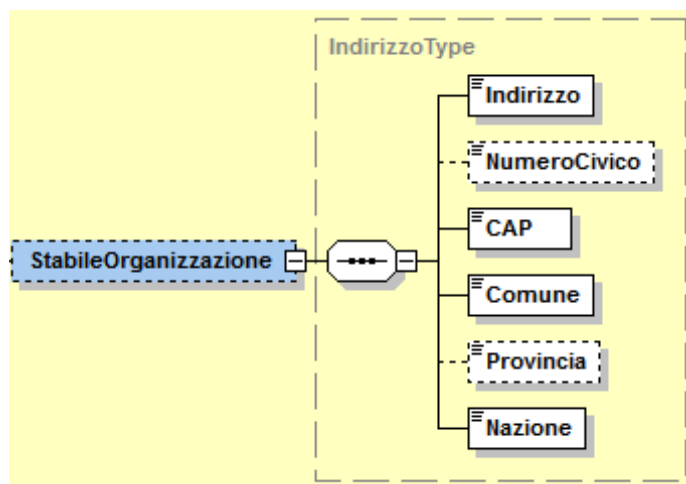 IndirizzoType
Indirizzo
NumeroCivico
CAP
StabileOrganizzazione
Comune
Provincia
Nazione